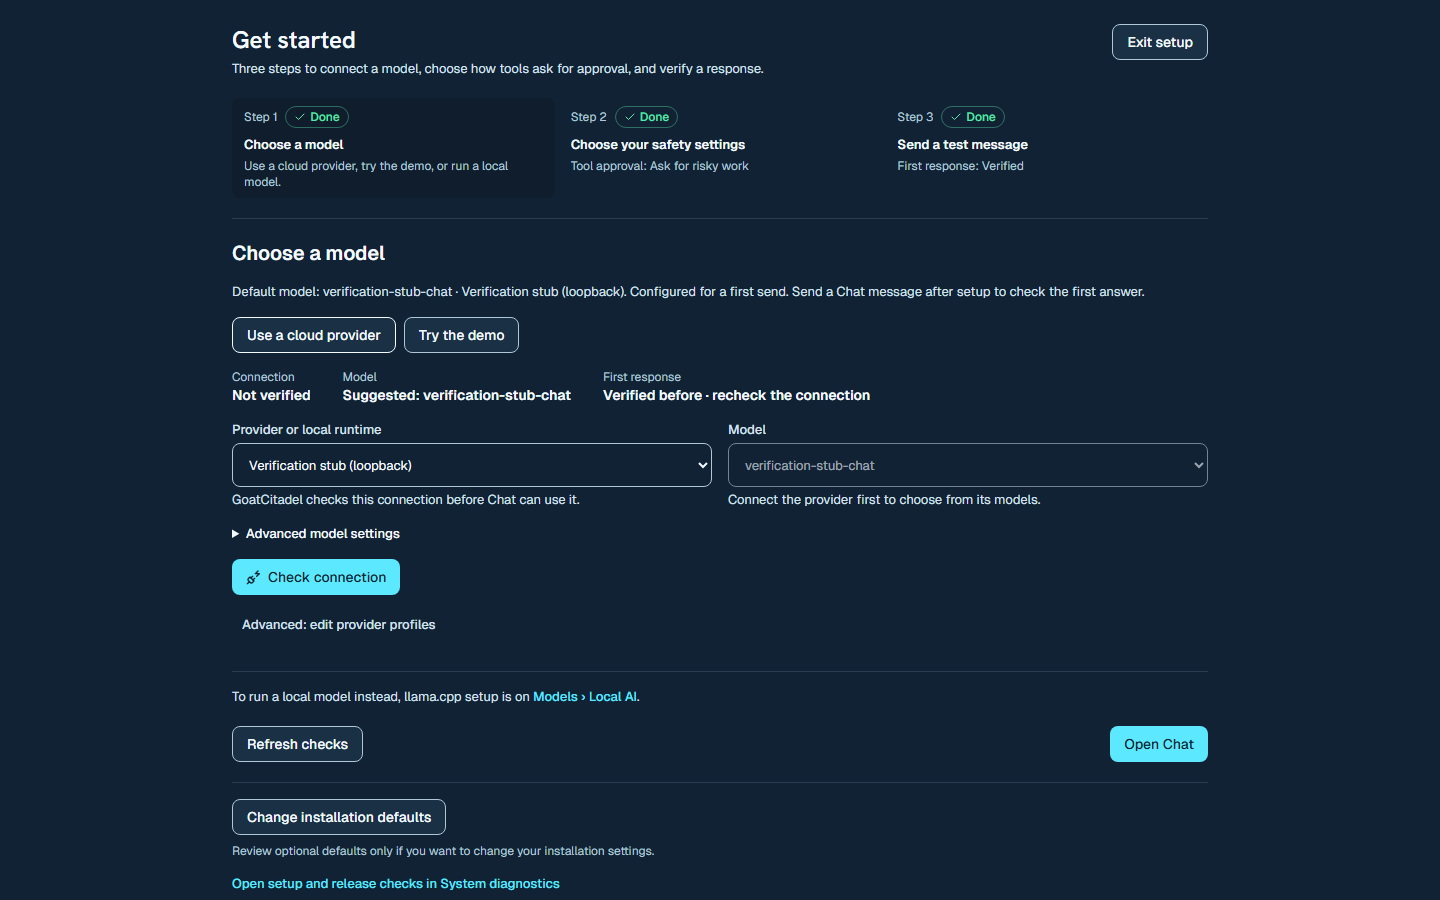 Get started
Exit setup
Three steps to connect a model, choose how tools ask for approval, and verify a response.
Step 1 Done
Choose a model
Use a cloud provider, try the demo, or run a local
model.
Step 2 Done
Choose your safety settings
Tool approval: Ask for risky work
Step 3 Done
Send a test message
First response: Verified
Choose a model
Default model: verification-stub-chat · Verification stub (loopback). Configured for a first send. Send a Chat message after setup to check the first answer.
Use a cloud provider
Try the demo
Connection
Not verified
Model
Suggested: verification-stub-chat
First response
Verified before · recheck the connection
Provider or local runtime
Verification stub (loopback)
GoatCitadel checks this connection before Chat can use it.
Model
verification-stub-chat
Connect the provider first to choose from its models.
Advanced model settings
Check connection
Advanced: edit provider profiles
To run a local model instead, llama.cpp setup is on Models › Local AI.
Refresh checks
Open Chat
Change installation defaults
Review optional defaults only if you want to change your installation settings.
Open setup and release checks in System diagnostics